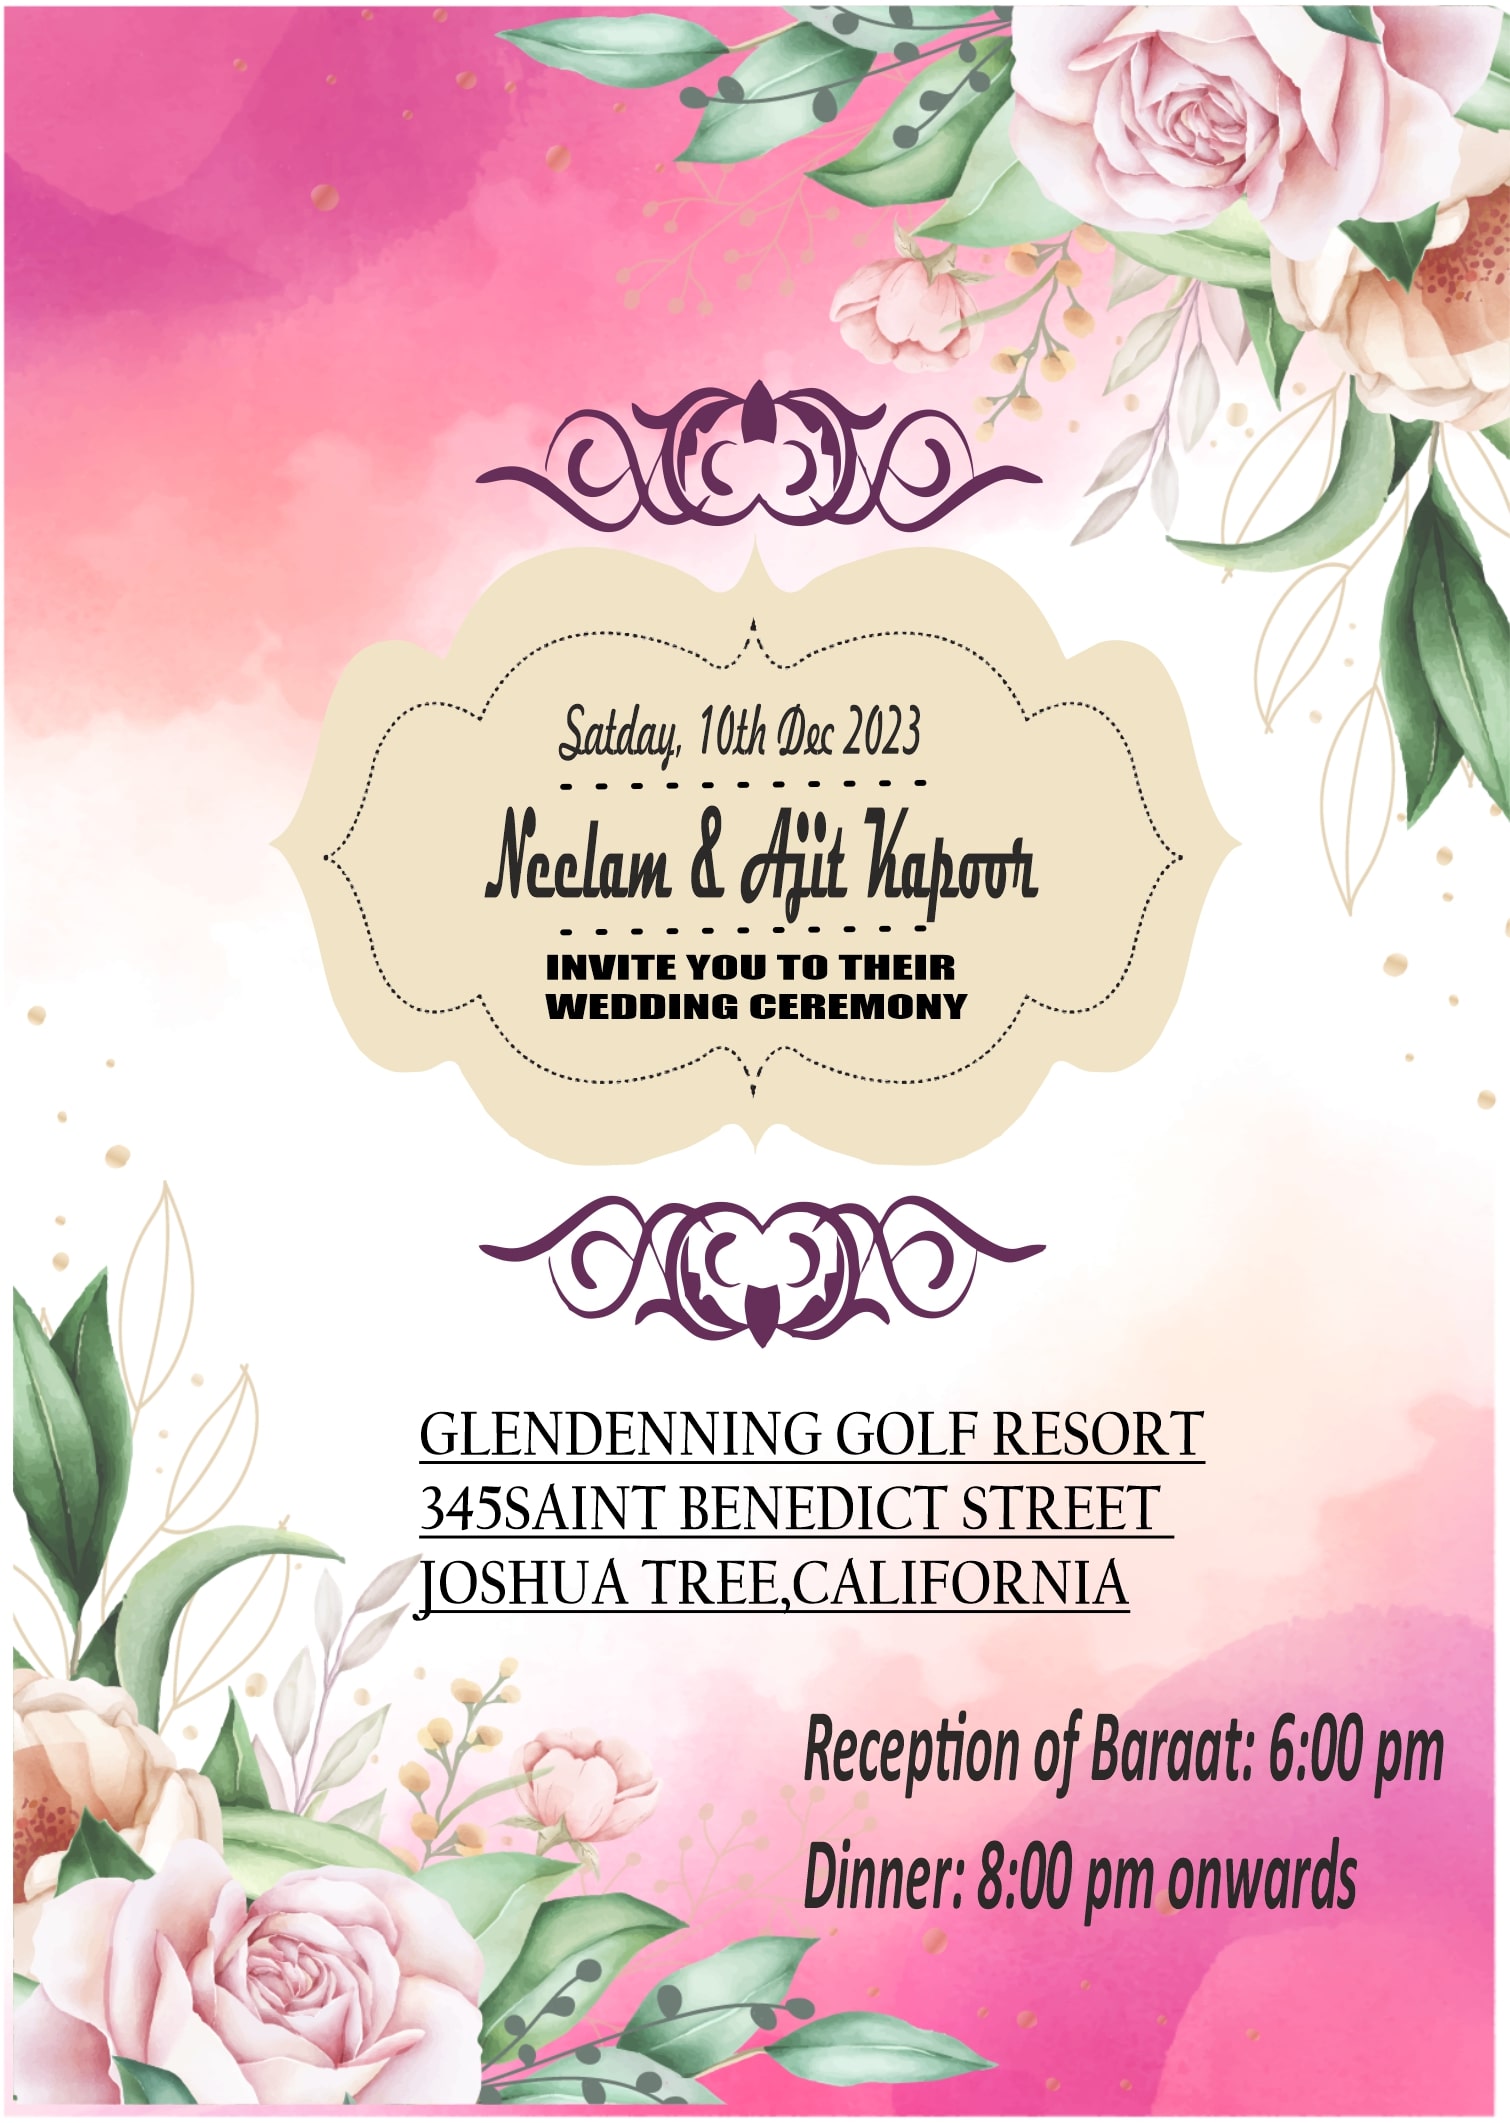 Satday, 10th Dec 2023
Neelam & Ajit Kapoor
INVITE YOU TO THEIR
WEDDING CEREMONY
GLENDENNING GOLF RESORT
345SAINT BENEDICT STREET
JOSHUA TREE,CALIFORNIA
Reception of Baraat: 6:00 pm
Dinner: 8:00 pm onwards